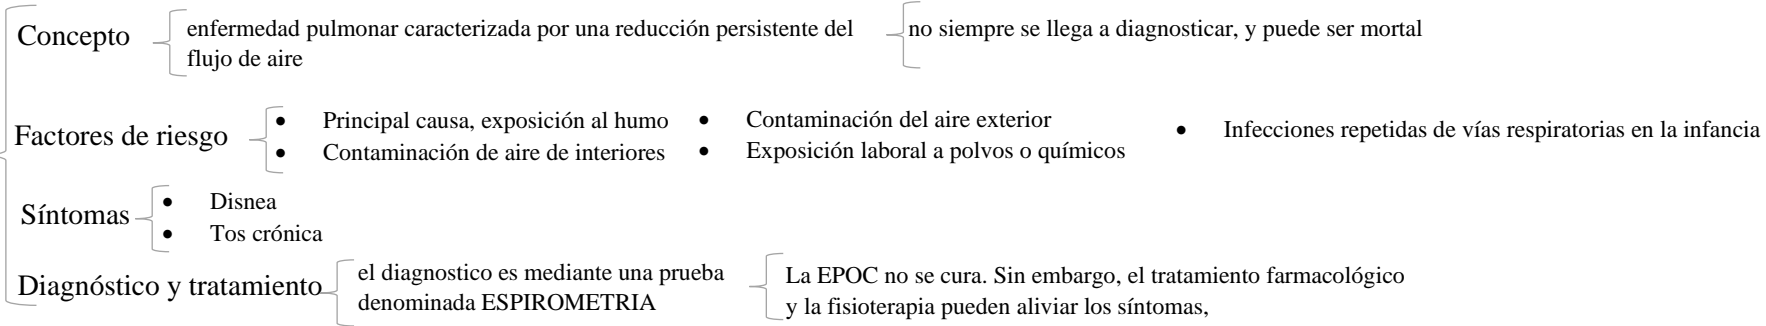 Concepto
enfermedad pulmonar caracterizada por una reducción persistente del
flujo de aire
no siempre se llega a diagnosticar, y puede ser mortal
Factores de riesgo
• Principal causa, exposición al humo
• Contaminación de aire de interiores
• Contaminación del aire exterior
• Exposición laboral a polvos o químicos
• Infecciones repetidas de vías respiratorias en la infancia
Síntomas
• Disnea
• Tos crónica
Diagnóstico y tratamiento
el diagnostico es mediante una prueba
denominada ESPIROMETRIA
La EPOC no se cura. Sin embargo, el tratamiento farmacológico
y la fisioterapia pueden aliviar los síntomas,